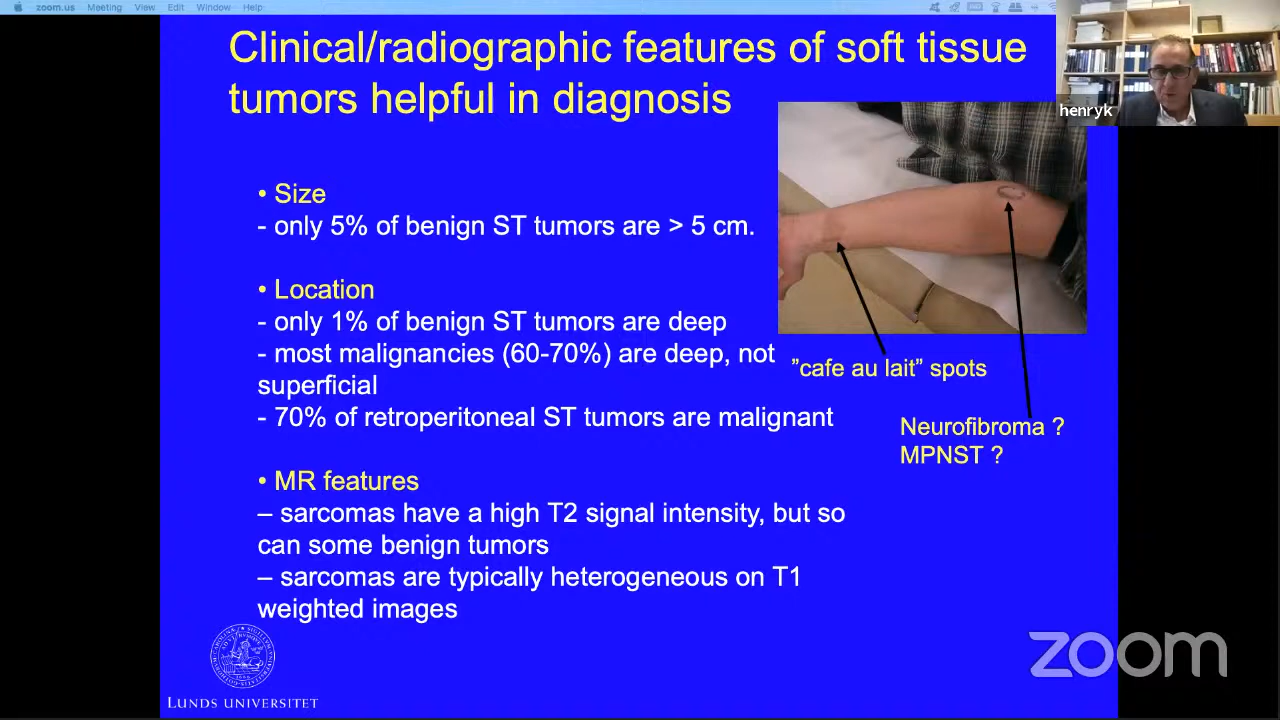 zoom.us Meeting View Edit Window Help
Clinical/radiographic features of soft tissue
tumors helpful in diagnosis
henryk
• Size
- only 5% of benign ST tumors are > 5 cm.
• Location
- only 1% of benign ST tumors are deep
- most malignancies (60-70%) are deep, not
superficial
- 70% of retroperitoneal ST tumors are malignant
”cafe au lait” spots
Neurofibroma ?
MPNST ?
• MR features
– sarcomas have a high T2 signal intensity, but so
can some benign tumors
– sarcomas are typically heterogeneous on T1
weighted images
LUNDS UNIVERSITET
zoom